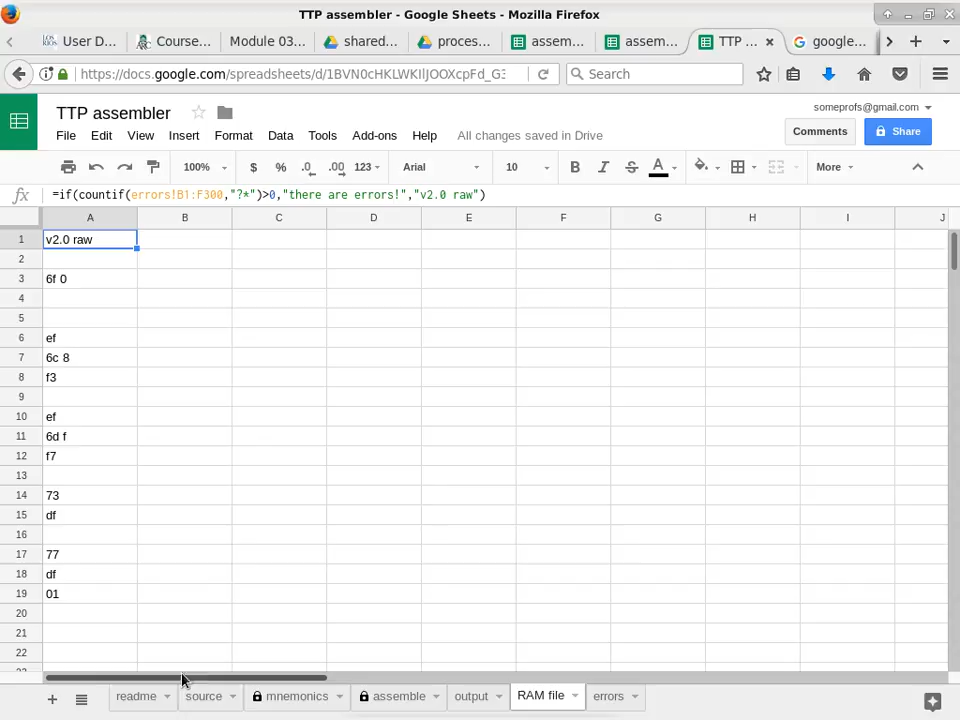 TTP assembler - Google Sheets - Mozilla Firefox
User D...
Course...
Module 03...
shared...
proces...
assem...
assem...
TTP ...
google...
https://docs.google.com/spreadsheets/d/1BVN0cHKLWKIlJOOXcpFd_G3
Search
TTP assembler
someprofs@gmail.com
File Edit View Insert Format Data Tools Add-ons Help All changes saved in Drive
Comments
Share
100% $ % .0 .00 123 Arial 10 B I S A More
fx =if(countif(errors!B1:F300,"?*")>0,"there are errors!","v2.0 raw")
A B C D E F G H I J
1 v2.0 raw
2
3 6f 0
4
5
6 ef
7 6c 8
8 f3
9
10 ef
11 6d f
12 f7
13
14 73
15 df
16
17 77
18 df
19 01
20
21
22
23
readme source mnemonics assemble output RAM file errors